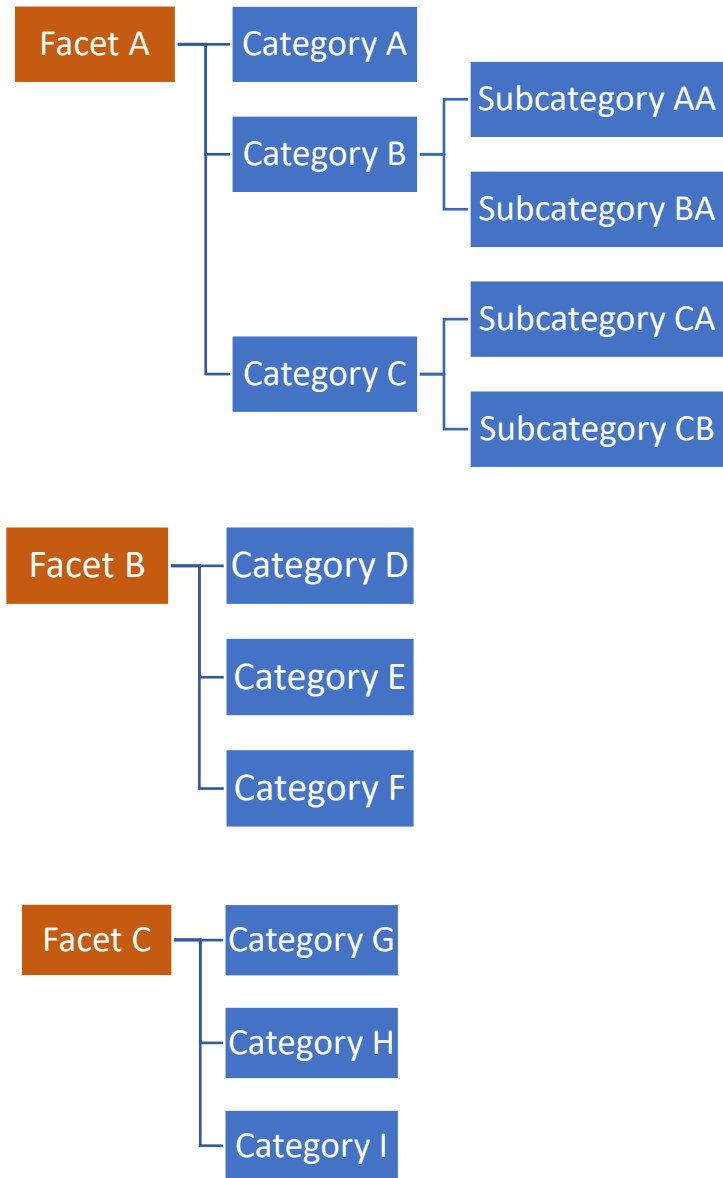 Facet A
Category A
Category B
Subcategory AA
Subcategory BA
Category C
Subcategory CA
Subcategory CB
Facet B
Category D
Category E
Category F
Facet C
Category G
Category H
Category I